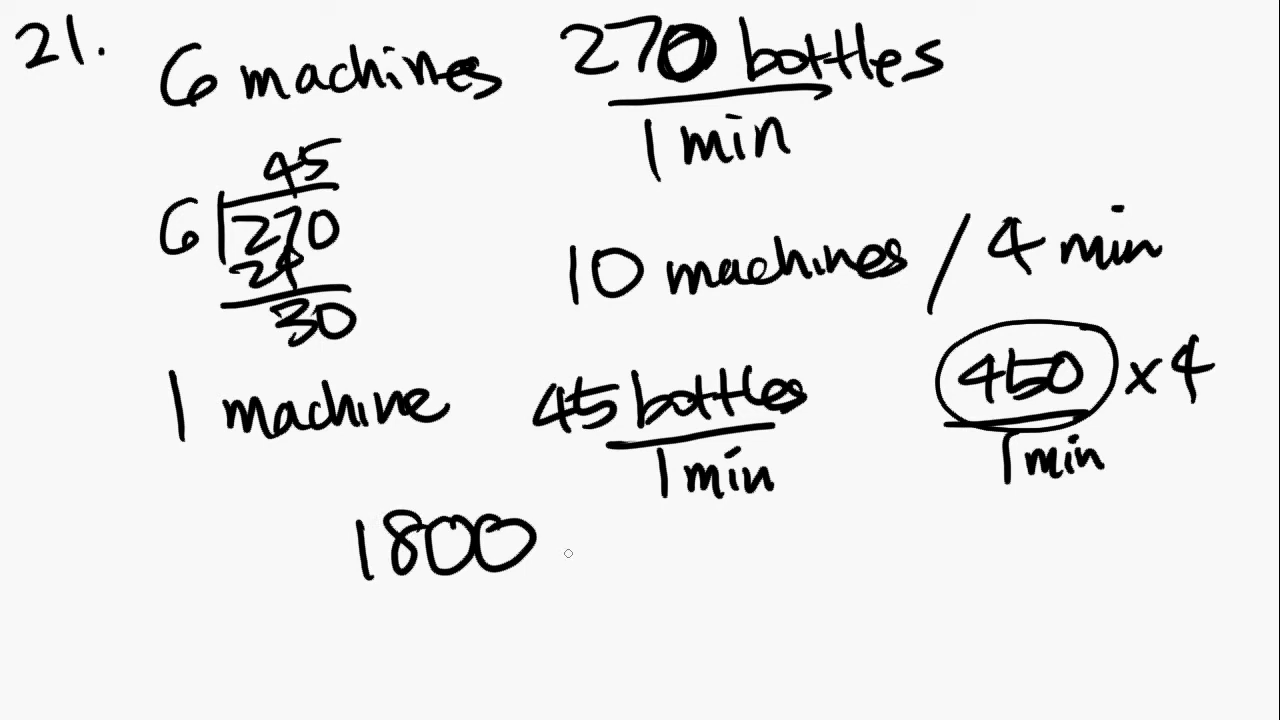 21.
6 machines 270 bottles
1 min
45
6 270
24
30
10 machines / 4 min
1 machine 45 bottles 450 x 4
1 min 1 min
1800